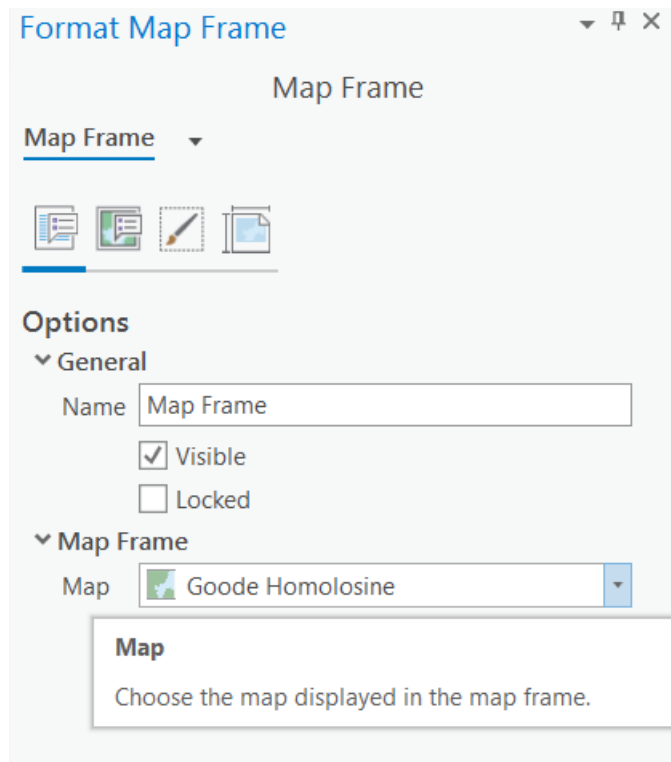 Format Map Frame
Map Frame
Map Frame
Options
General
Name Map Frame
Visible
Locked
Map Frame
Map Goode Homolosine
Map
Choose the map displayed in the map frame.